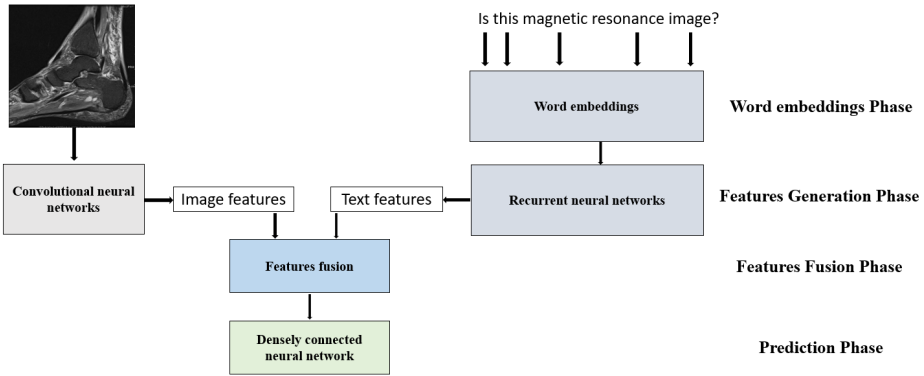 Is this magnetic resonance image?
Word embeddings
Word embeddings Phase
Convolutional neural
networks
Image features
Text features
Recurrent neural networks
Features Generation Phase
Features fusion
Features Fusion Phase
Densely connected
neural network
Prediction Phase